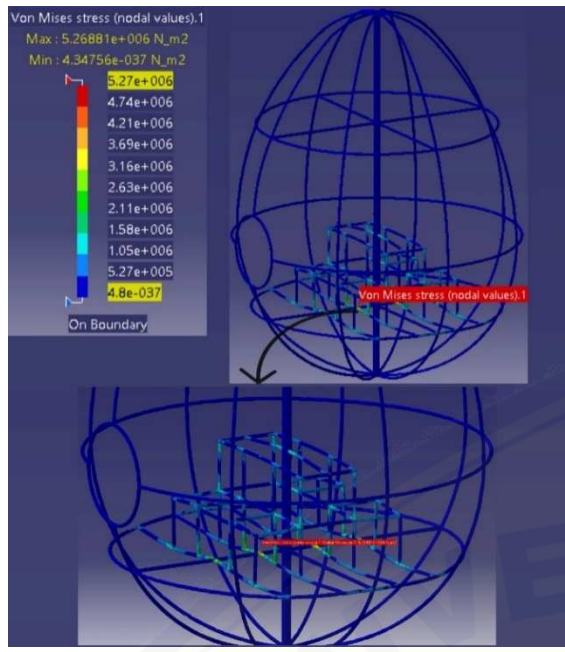 Von Mises stress (nodal values).1
Max : 5.26881e+006 N_m2
Min : 4.34756e-037 N_m2
5.27e+006
4.74e+006
4.21e+006
3.69e+006
3.16e+006
2.63e+006
2.11e+006
1.58e+006
1.05e+006
5.27e+005
4.8e-037
On Boundary
Von Mises stress (nodal values).1